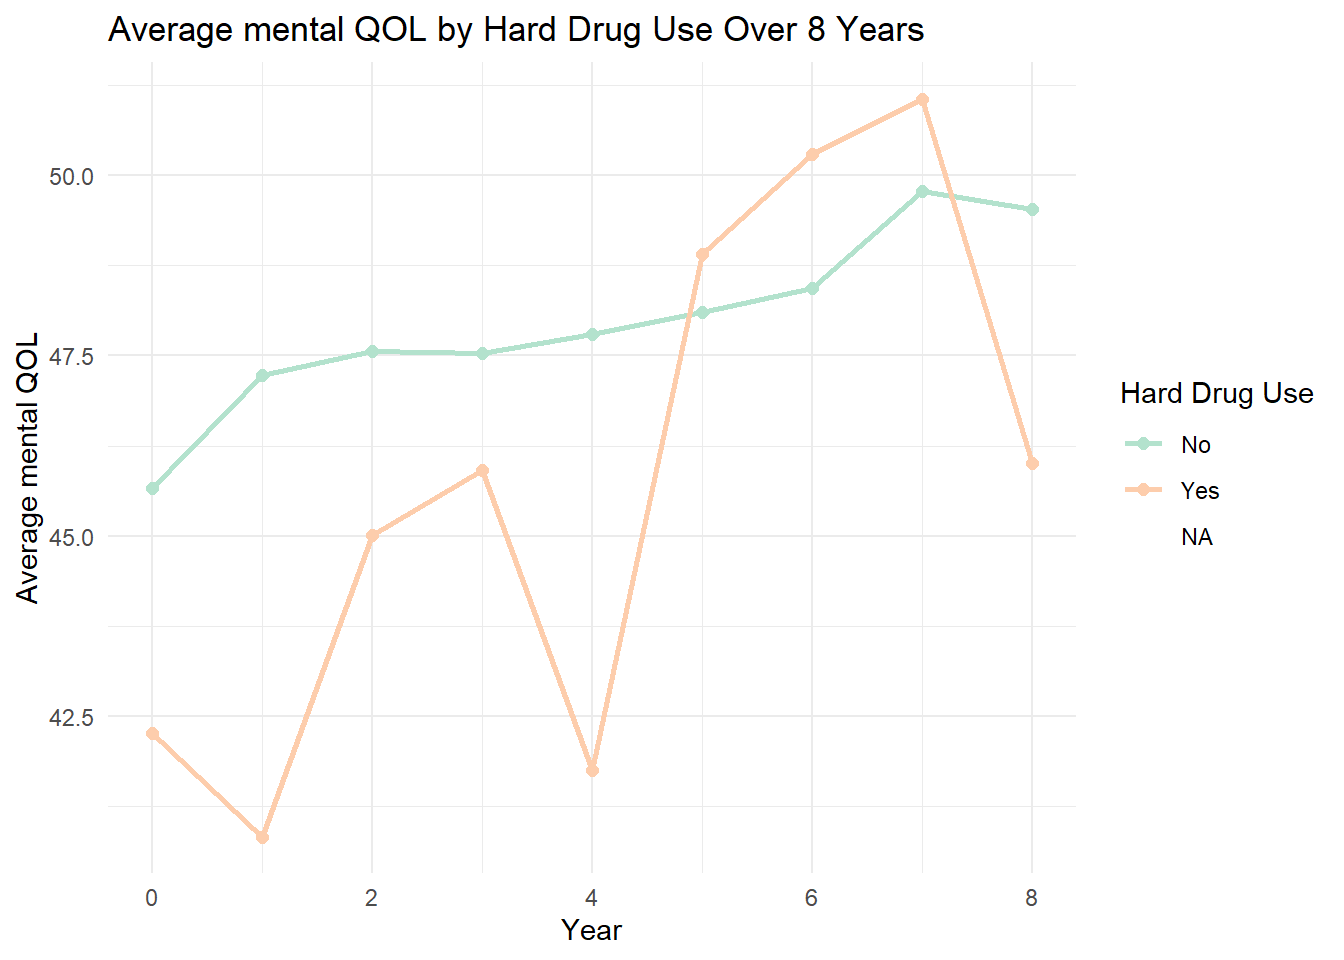 Average mental QOL by Hard Drug Use Over 8 Years
Average mental QOL
50.0
47.5
45.0
42.5
0 2 4 6 8
Year
Hard Drug Use
No
Yes
NA